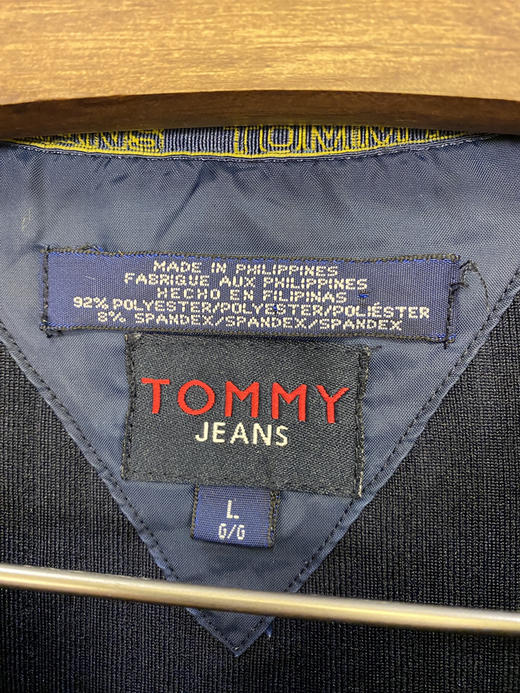 TOMM
MADE IN PHILIPPINES
FABRIQUE AUX PHILIPPINES
HECHO EN FILIPINAS
92% POLYESTER/POLYESTER/POLIÉSTER
8% SPANDEX/SPANDEX/SPANDEX
TOMMY
JEANS
L
G/G